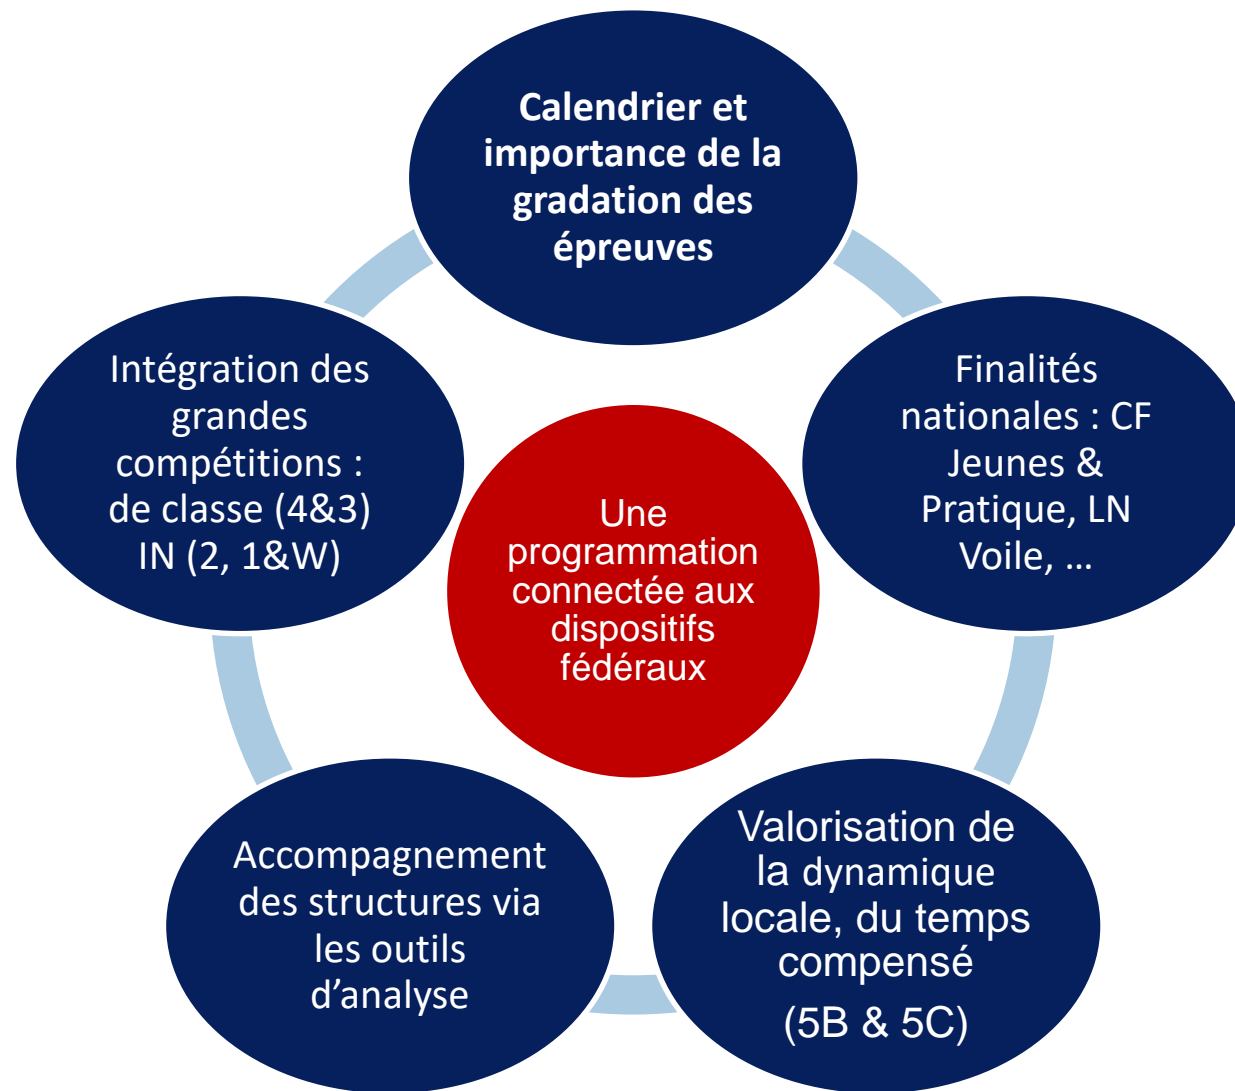 Calendrier et
importance de la
gradation des
épreuves
Finalités
nationales : CF
Jeunes &
Pratique, LN
Voile, …
Valorisation de
la dynamique
locale, du temps
compensé
(5B & 5C)
Accompagnement
des structures via
les outils
d’analyse
Intégration des
grandes
compétitions :
de classe (4&3)
IN (2, 1&W)
Une
programmation
connectée aux
dispositifs
fédéraux